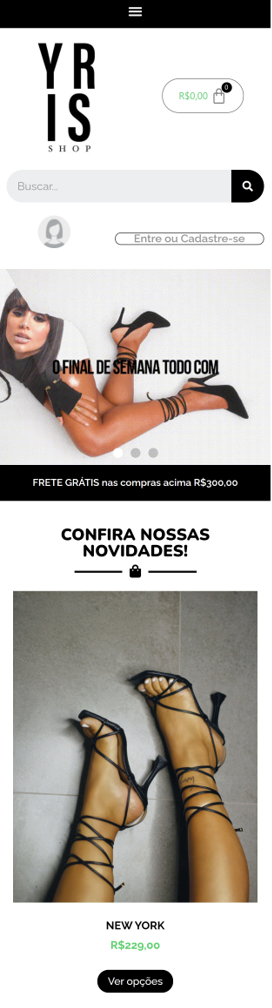 YR
IS
SHOP
R$0,00
0
Buscar...
Entre ou Cadastre-se
O FINAL DE SEMANA TODO COM
FRETE GRÁTIS nas compras acima R$300,00
CONFIRA NOSSAS
NOVIDADES!
NEW YORK
R$229,00
Ver opções